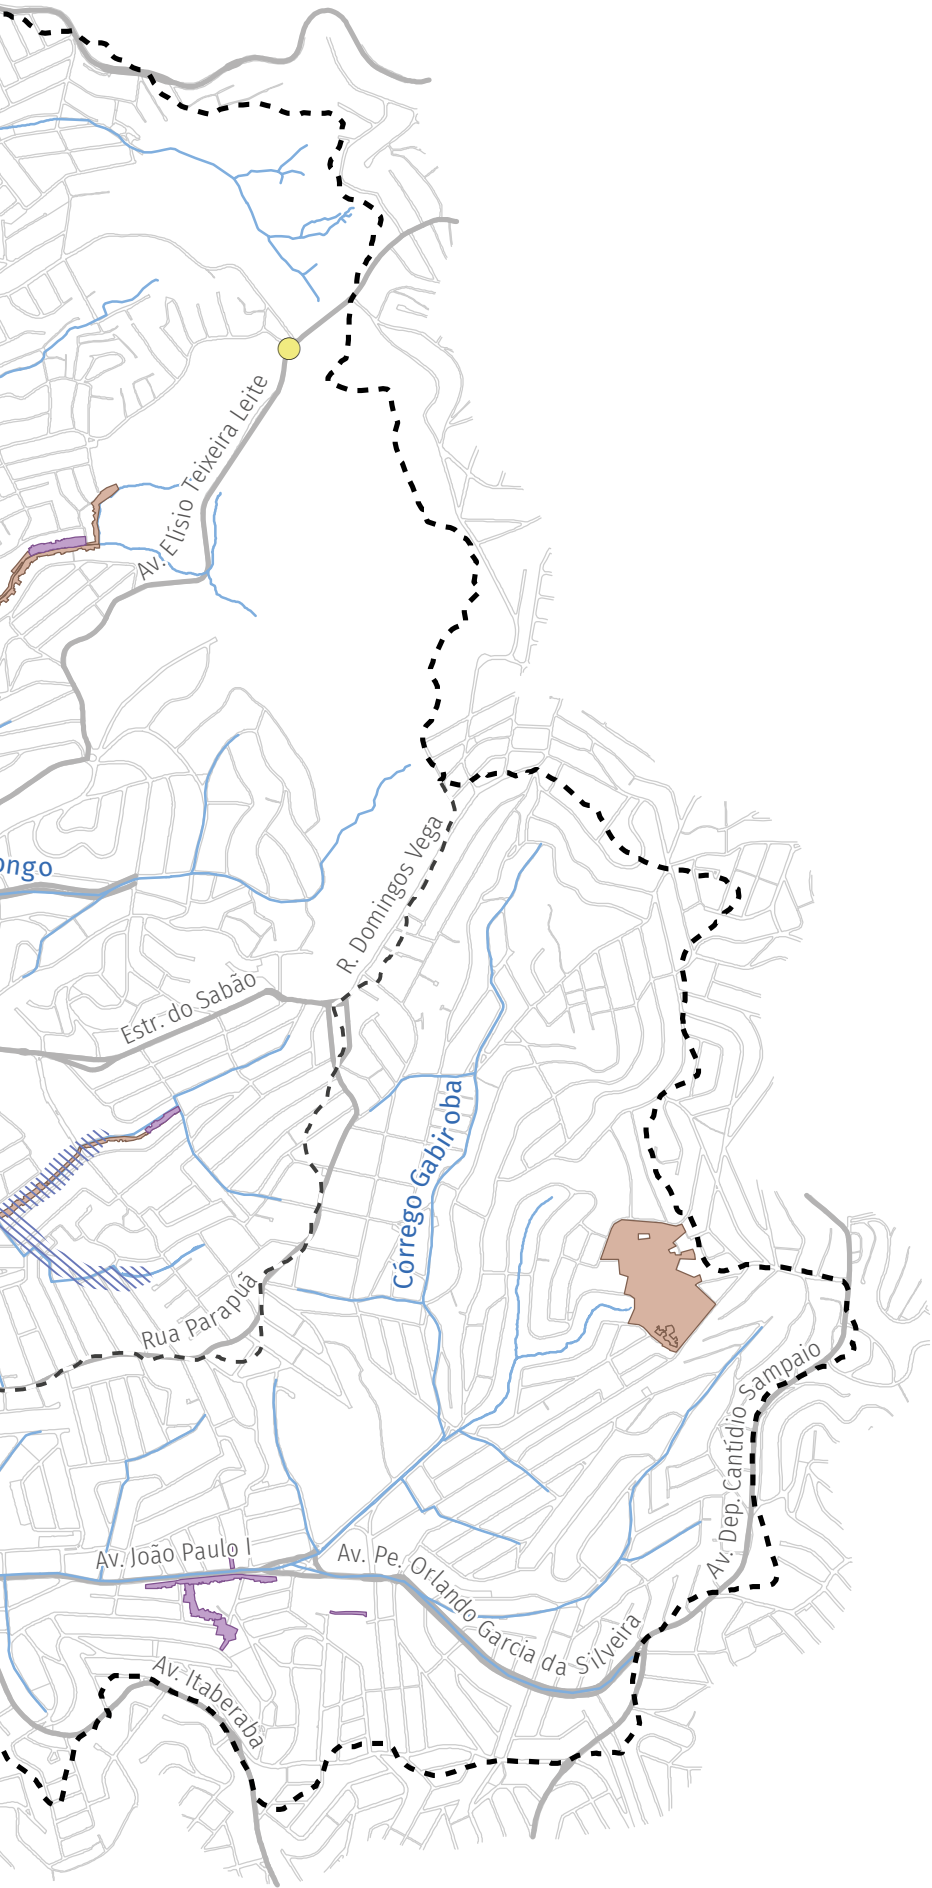 Av. Elísio Teixeira Leite
ongo
R. Domingos Vega
Estr. do Sabão
Córrego Gabiroba
Rua Parapuã
Av. Dep. Cantídio Sampaio
Av. João Paulo I
Av. Pe. Orlando Garcia da Silveira
Av. Itaberaba